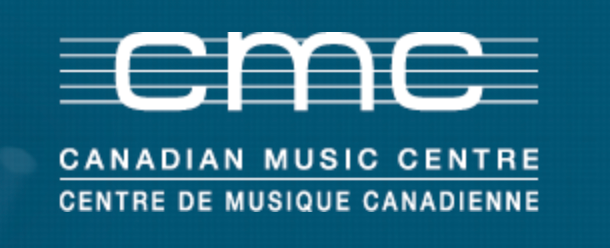 cmc
CANADIAN MUSIC CENTRE
CENTRE DE MUSIQUE CANADIENNE